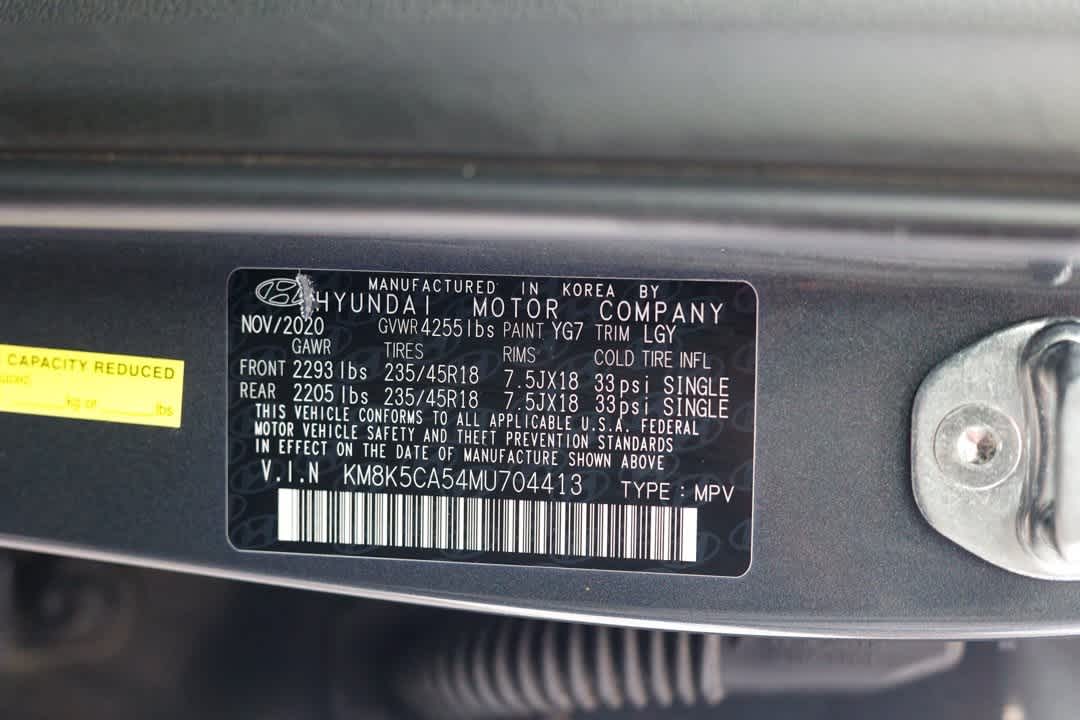 MANUFACTURED IN KOREA BY
HYUNDAI MOTOR COMPANY
NOV/2020 GVWR 4255lbs PAINT YG7 TRIM LGY
GAWR TIRES RIMS COLD TIRE INFL
FRONT 2293 lbs 235/45R18 7.5JX18 33psi SINGLE
REAR 2205 lbs 235/45R18 7.5JX18 33psi SINGLE
THIS VEHICLE CONFORMS TO ALL APPLICABLE U.S.A. FEDERAL
MOTOR VEHICLE SAFETY AND THEFT PREVENTION STANDARDS
IN EFFECT ON THE DATE OF MANUFACTURE SHOWN ABOVE
V.I.N KM8K5CA54MU704413 TYPE : MPV
CAPACITY REDUCED
kg or lbs